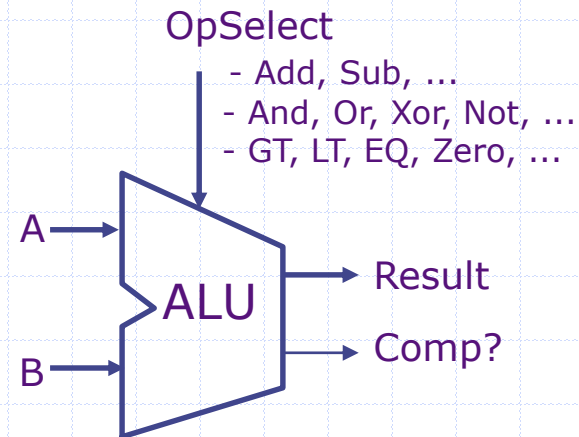 OpSelect
- Add, Sub, ...
- And, Or, Xor, Not, ...
- GT, LT, EQ, Zero, ...
A
Result
ALU
Comp?
B